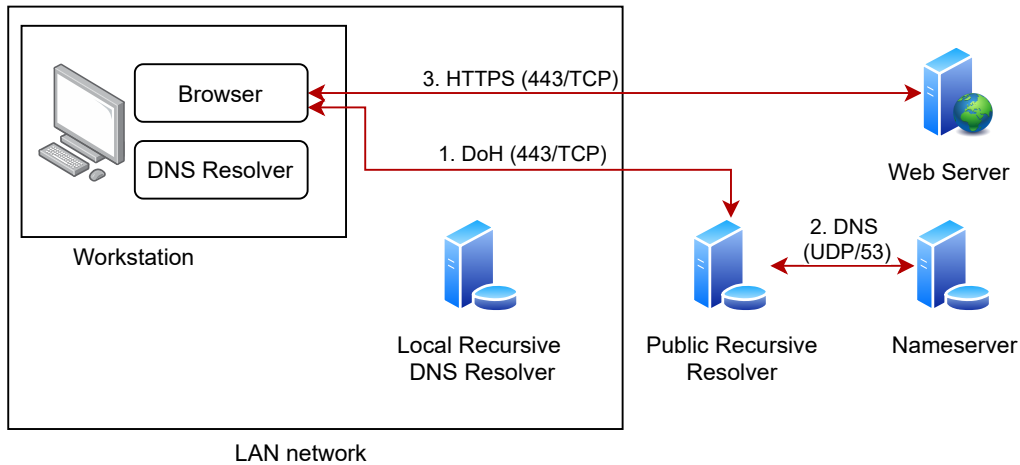 3. HTTPS (443/TCP)
Browser
1. DoH (443/TCP)
DNS Resolver
Web Server
Workstation
2. DNS
(UDP/53)
Local Recursive
DNS Resolver
Public Recursive
Resolver
Nameserver
LAN network